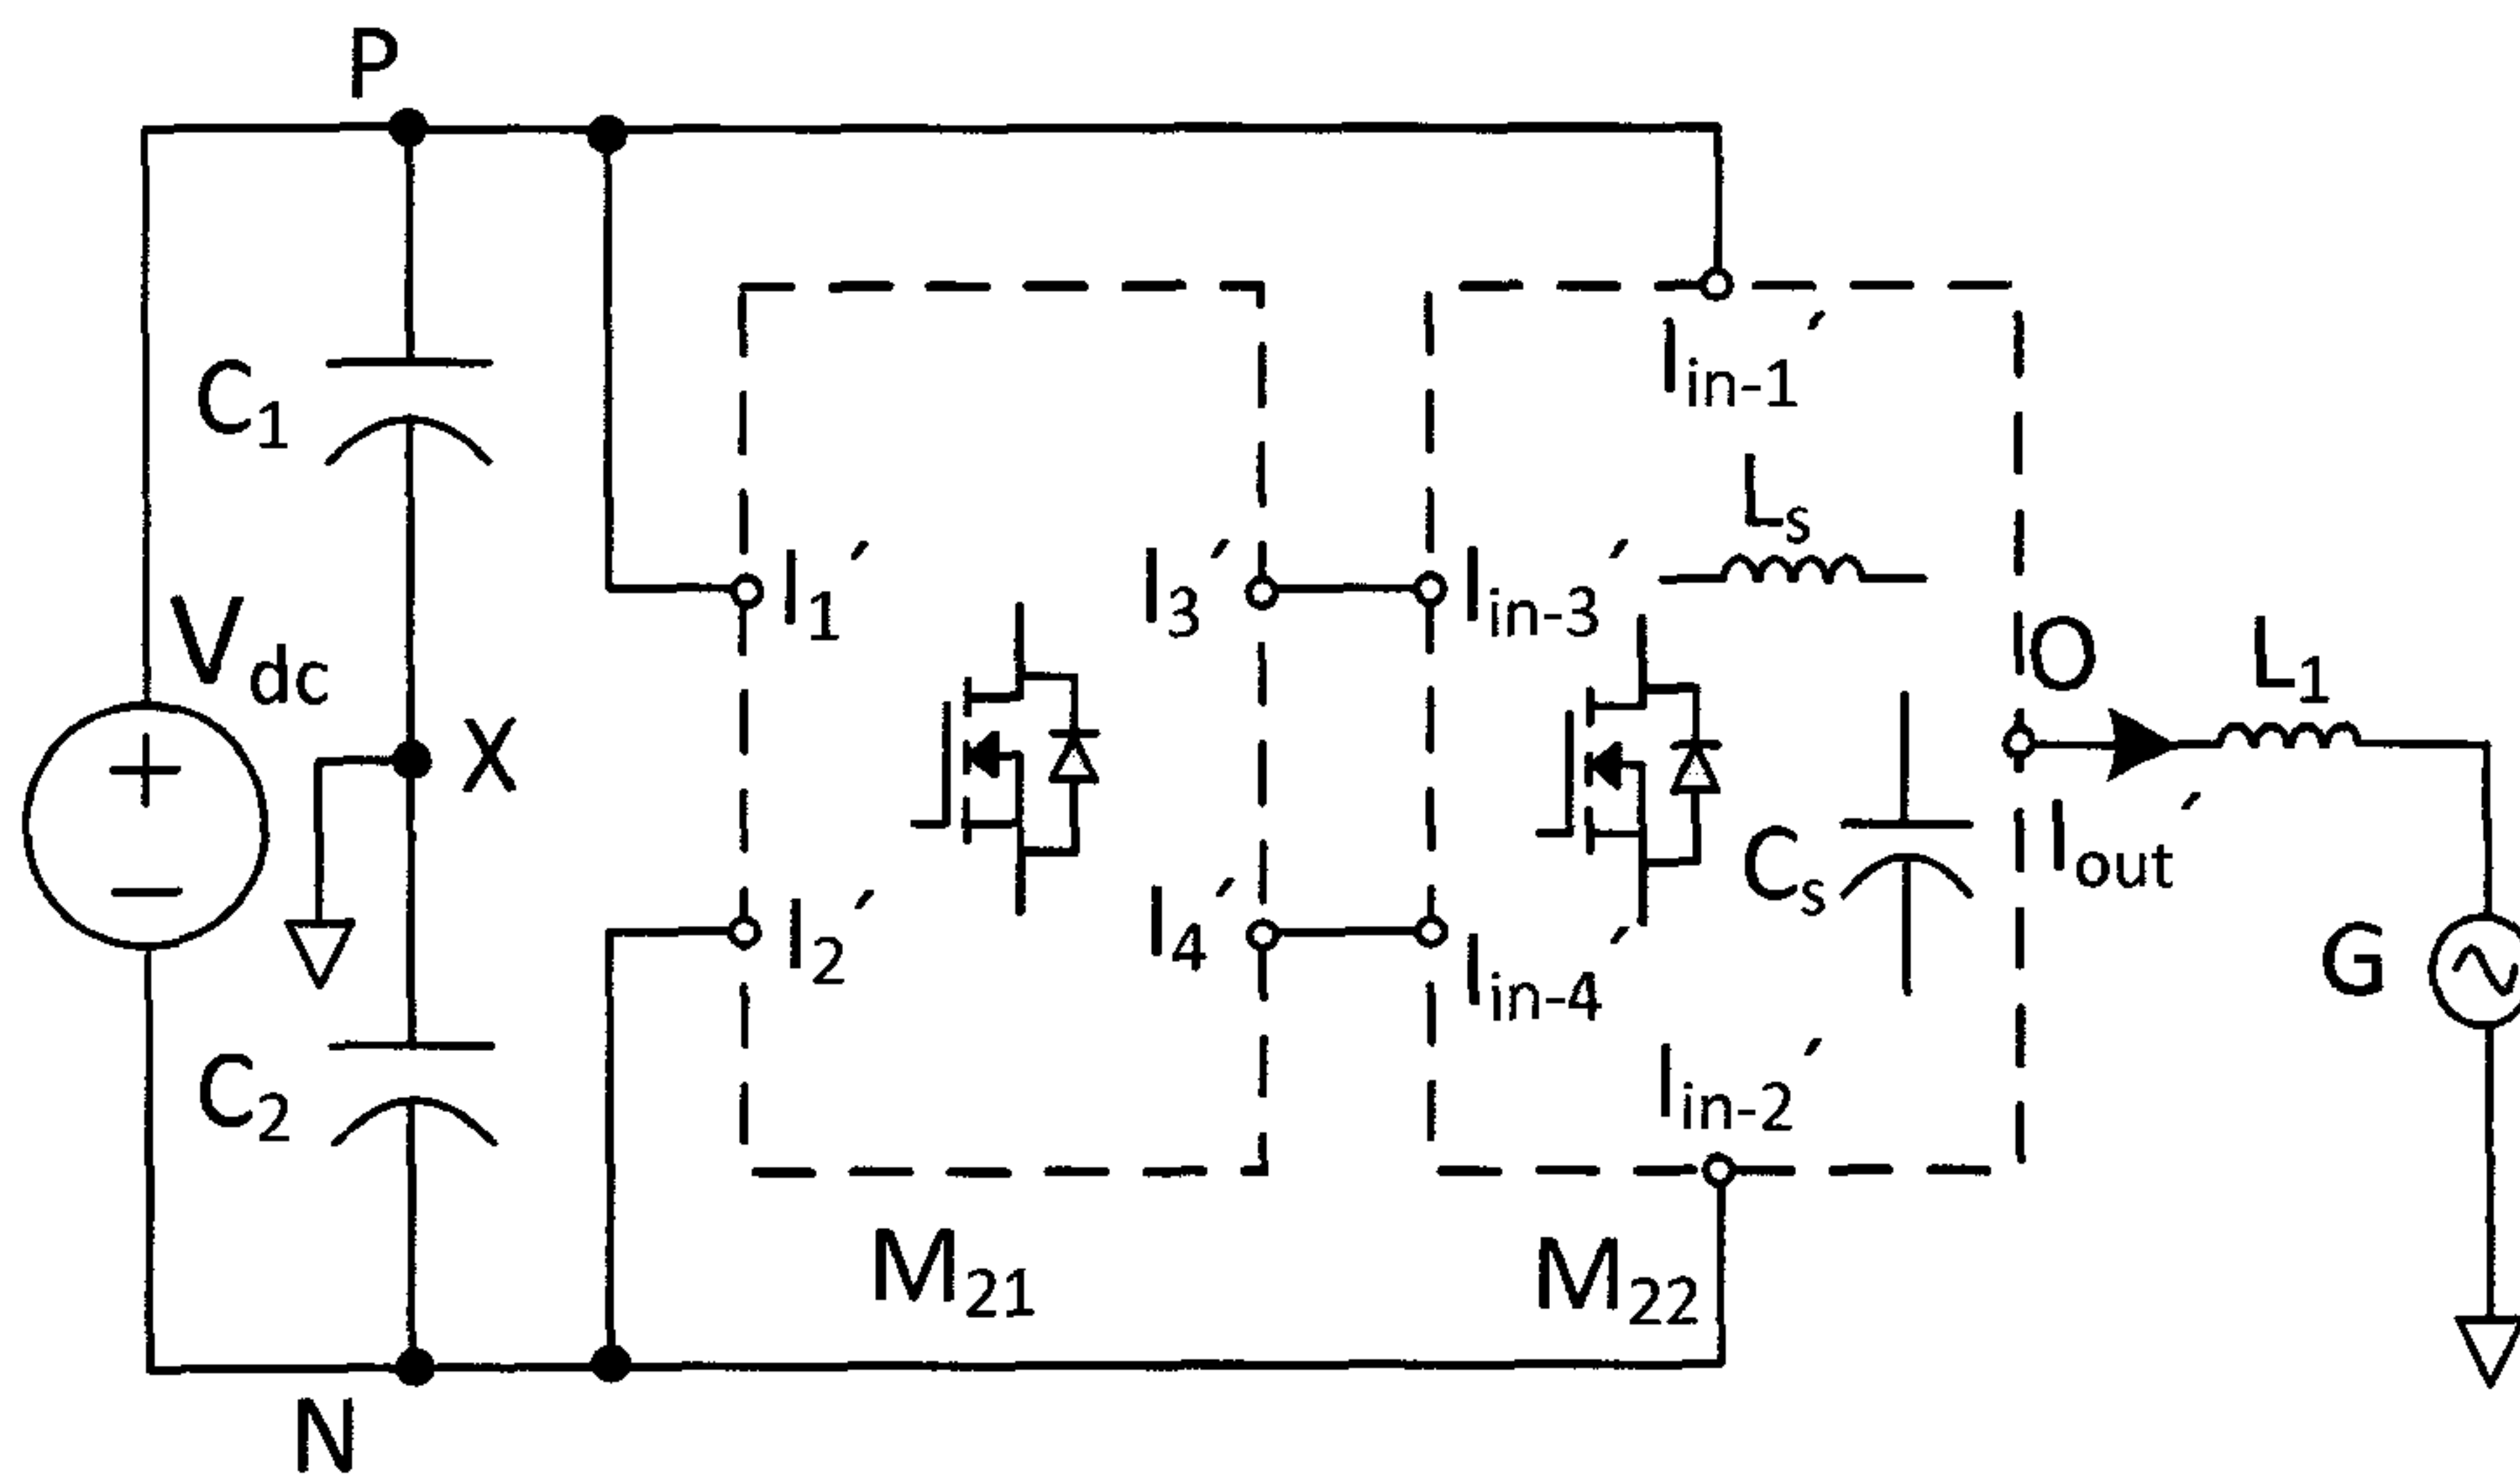 P
C1
Vdc
X
C2
N
I1′
I2′
I3′
I4′
M21
Iin-1′
Ls
Iin-3′
Cs
Iin-4′
Iin-2′
M22
O
Iout′
L1
G